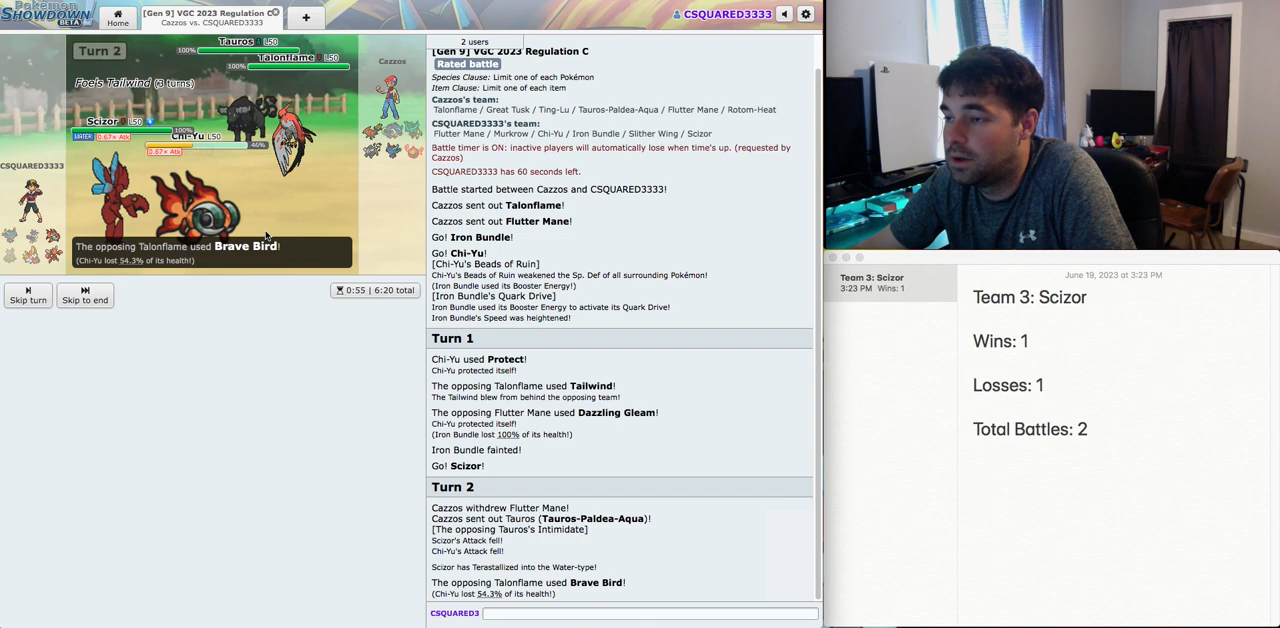 Pokémon
SHOWDOWN
BETA
Home
[Gen 9] VGC 2023 Regulation C
Cazzos vs. CSQUARED3333
+
CSQUARED3333
Turn 2
Foe's Tailwind (3 turns)
Tauros L50
100%
Talonflame L50
100%
Cazzos
Scizor L50
100%
WATER 0.67× Atk
Chi-Yu L50
46%
0.67× Atk
CSQUARED3333
The opposing Talonflame used Brave Bird!
(Chi-Yu lost 54.3% of its health!)
Skip turn
Skip to end
0:55 | 6:20 total
2 users
[Gen 9] VGC 2023 Regulation C
Rated battle
Species Clause: Limit one of each Pokémon
Item Clause: Limit one of each item
Cazzos's team:
Talonflame / Great Tusk / Ting-Lu / Tauros-Paldea-Aqua / Flutter Mane / Rotom-Heat
CSQUARED3333's team:
Flutter Mane / Murkrow / Chi-Yu / Iron Bundle / Slither Wing / Scizor
Battle timer is ON: inactive players will automatically lose when time's up. (requested by
Cazzos)
CSQUARED3333 has 60 seconds left.
Battle started between Cazzos and CSQUARED3333!
Cazzos sent out Talonflame!
Cazzos sent out Flutter Mane!
Go! Iron Bundle!
Go! Chi-Yu!
[Chi-Yu's Beads of Ruin]
Chi-Yu's Beads of Ruin weakened the Sp. Def of all surrounding Pokémon!
(Iron Bundle used its Booster Energy!)
[Iron Bundle's Quark Drive]
Iron Bundle used its Booster Energy to activate its Quark Drive!
Iron Bundle's Speed was heightened!
Turn 1
Chi-Yu used Protect!
Chi-Yu protected itself!
The opposing Talonflame used Tailwind!
The Tailwind blew from behind the opposing team!
The opposing Flutter Mane used Dazzling Gleam!
Chi-Yu protected itself!
(Iron Bundle lost 100% of its health!)
Iron Bundle fainted!
Go! Scizor!
Turn 2
Cazzos withdrew Flutter Mane!
Cazzos sent out Tauros (Tauros-Paldea-Aqua)!
[The opposing Tauros's Intimidate]
Scizor's Attack fell!
Chi-Yu's Attack fell!
Scizor has Terastallized into the Water-type!
The opposing Talonflame used Brave Bird!
(Chi-Yu lost 54.3% of its health!)
CSQUARED3
Team 3: Scizor
3:23 PM Wins: 1
June 19, 2023 at 3:23 PM
Team 3: Scizor
Wins: 1
Losses: 1
Total Battles: 2